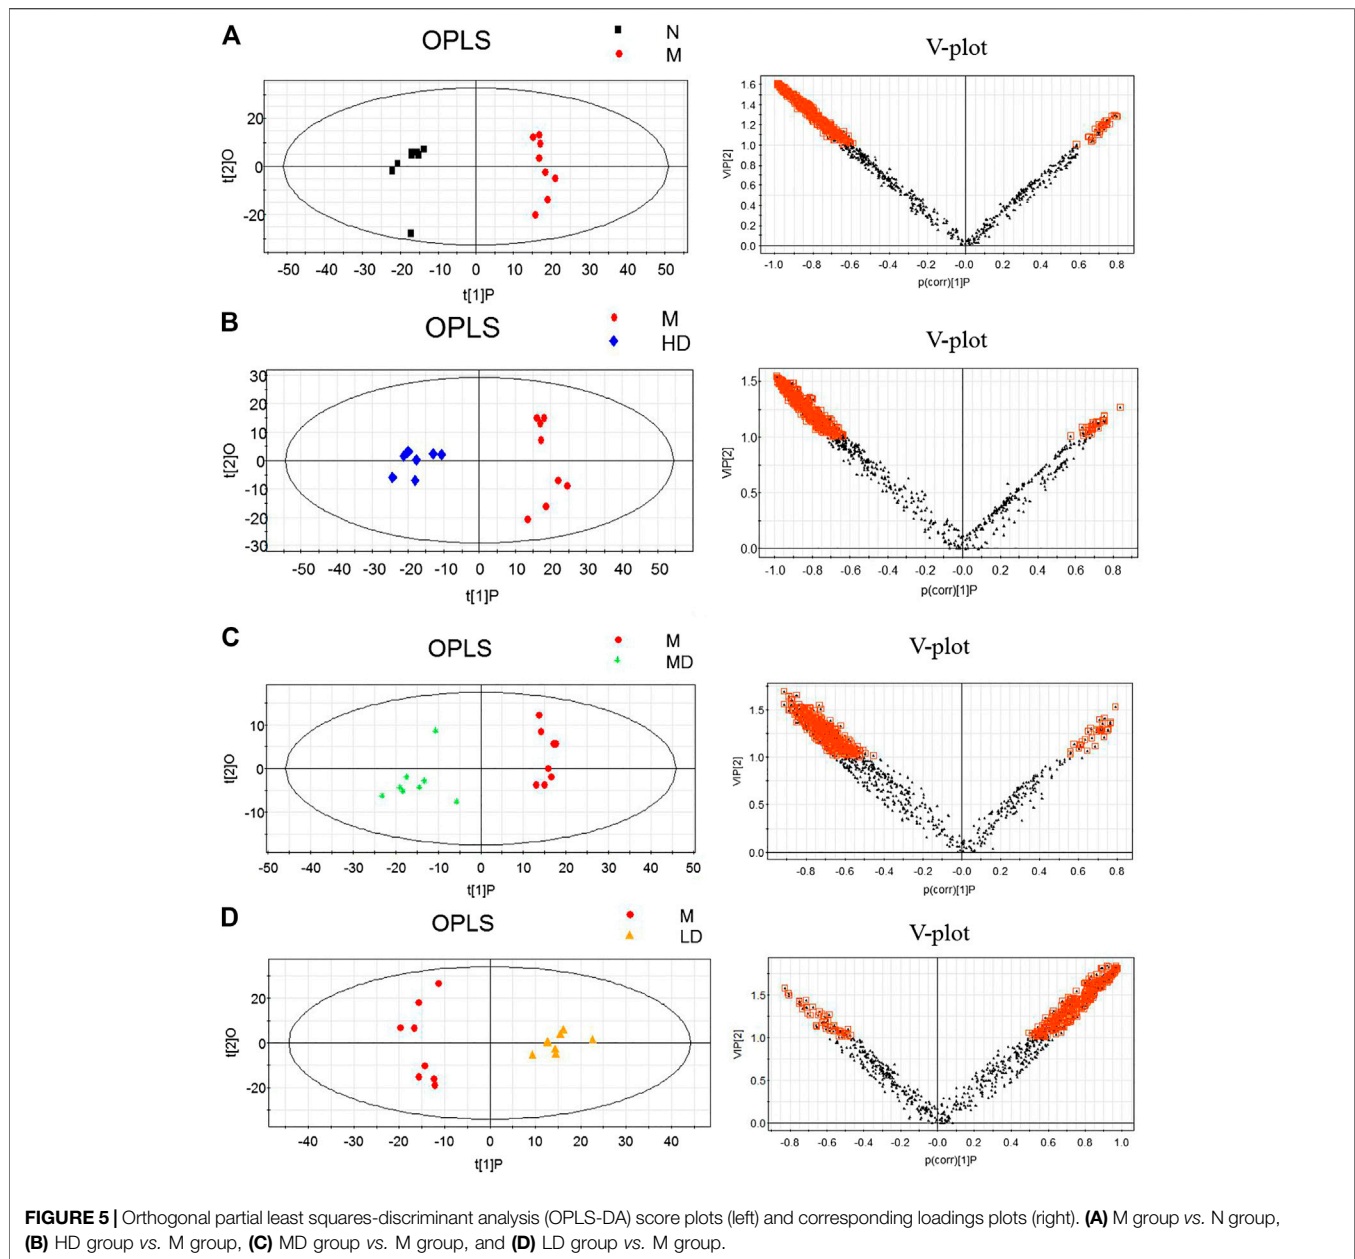 A
OPLS
N
M
V-plot
t[2]O
20
0
-20
-50 -40 -30 -20 -10 0 10 20 30 40 50
t[1]P
VIP[2]
1.6
1.4
1.2
1.0
0.8
0.6
0.4
0.2
0.0
-1.0 -0.8 -0.6 -0.4 -0.2 -0.0 0.2 0.4 0.6 0.8
p(corr)[1]P
B
OPLS
M
HD
V-plot
t[2]O
30
20
10
0
-10
-20
-30
-50 -40 -30 -20 -10 0 10 20 30 40 50
t[1]P
VIP[2]
1.5
1.0
0.5
0.0
-1.0 -0.8 -0.6 -0.4 -0.2 -0.0 0.2 0.4 0.6 0.8
p(corr)[1]P
C
OPLS
M
MD
V-plot
t[2]O
10
0
-10
-50 -40 -30 -20 -10 0 10 20 30 40 50
t[1]P
VIP[2]
1.5
1.0
0.5
0.0
-0.8 -0.6 -0.4 -0.2 -0.0 0.2 0.4 0.6 0.8
p(corr)[1]P
D
OPLS
M
LD
V-plot
t[2]O
20
0
-20
-40 -30 -20 -10 0 10 20 30 40
t[1]P
VIP[2]
1.5
1.0
0.5
0.0
-0.8 -0.6 -0.4 -0.2 -0.0 0.2 0.4 0.6 0.8 1.0
p(corr)[1]P
FIGURE 5 | Orthogonal partial least squares-discriminant analysis (OPLS-DA) score plots (left) and corresponding loadings plots (right). (A) M group vs. N group,
(B) HD group vs. M group, (C) MD group vs. M group, and (D) LD group vs. M group.